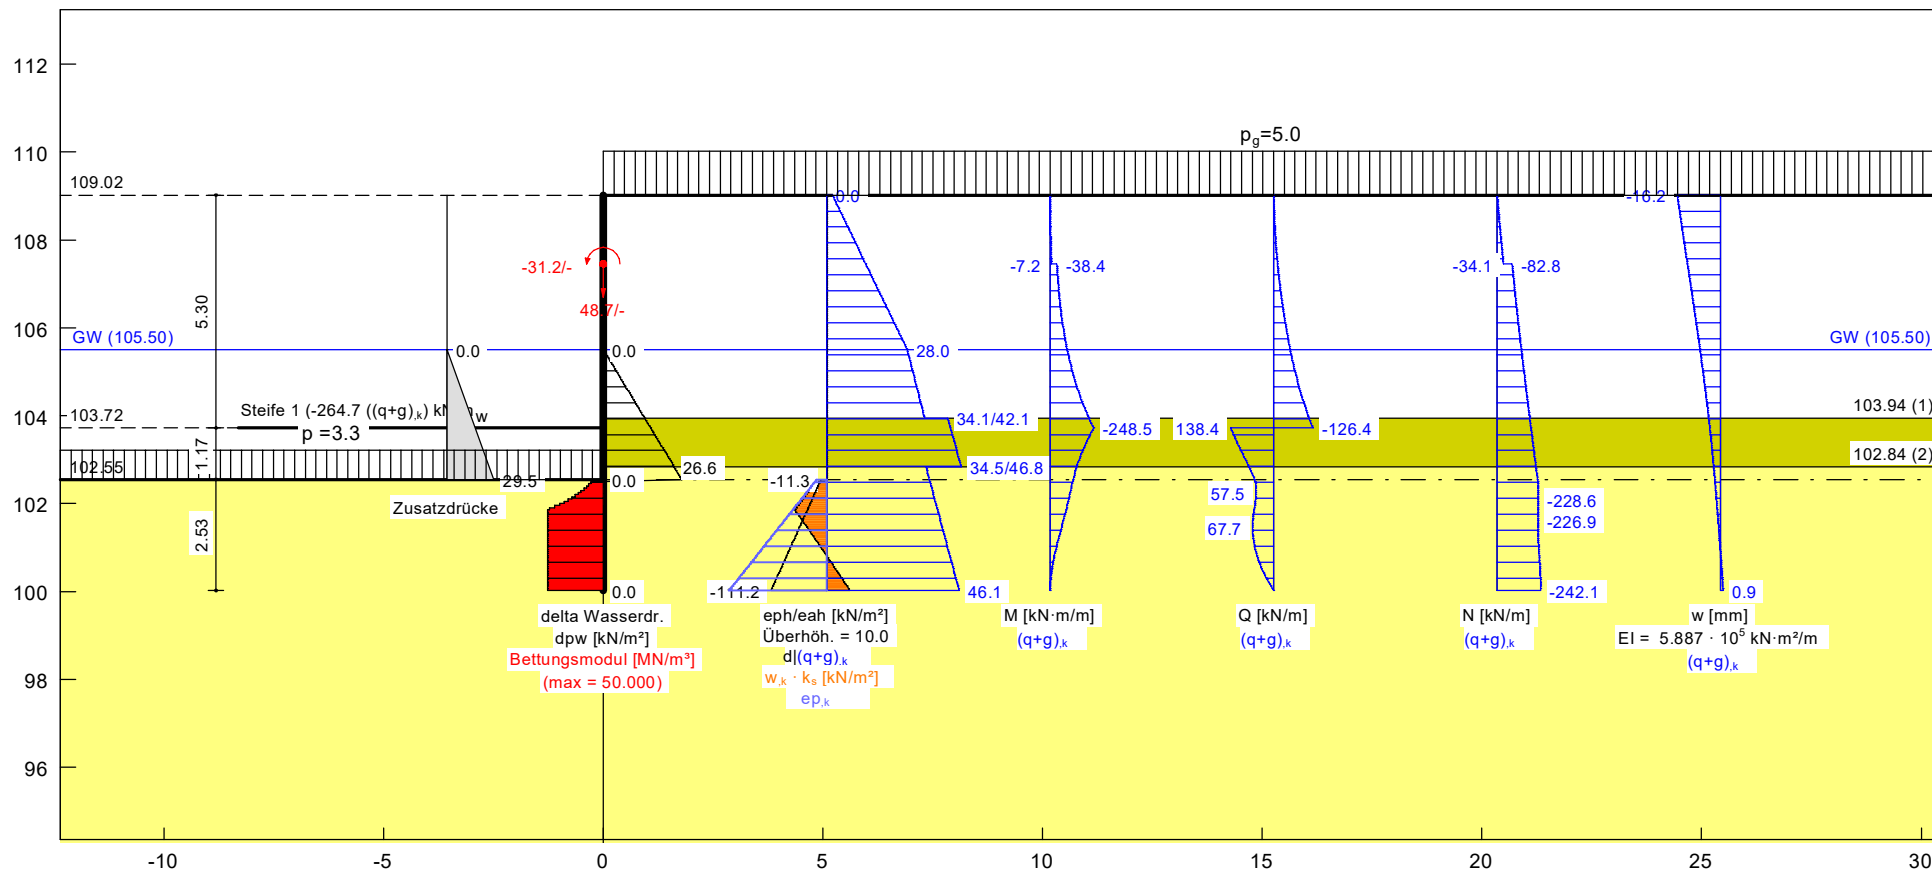 112
110
108
106
104
102
100
98
96
-10
-5
0
5
10
15
20
25
30
p_g=5.0
109.02
5.30
GW (105.50)
GW (105.50)
103.72
1.17
102.55
2.53
Steife 1 (-264.7 ((q+g),k)
w
p =3.3
0.0
29.5
Zusatzdrücke
-31.2/-
48.7/-
0.0
26.6
0.0
0.0
delta Wasserdr.
dpw [kN/m²]
Bettungsmodul [MN/m³]
(max = 50.000)
0.0
28.0
34.1/42.1
34.5/46.8
-11.3
-111.2
46.1
eph/eah [kN/m²]
Überhöh. = 10.0
d|(q+g),k
w,k · ks [kN/m²]
ep,k
-7.2
-38.4
-248.5
M [kN·m/m]
(q+g),k
138.4
-126.4
57.5
67.7
Q [kN/m]
(q+g),k
-34.1
-82.8
-228.6
-226.9
-242.1
N [kN/m]
(q+g),k
-16.2
0.9
w [mm]
EI = 5.887 · 10⁵ kN·m²/m
(q+g),k
103.94 (1)
102.84 (2)